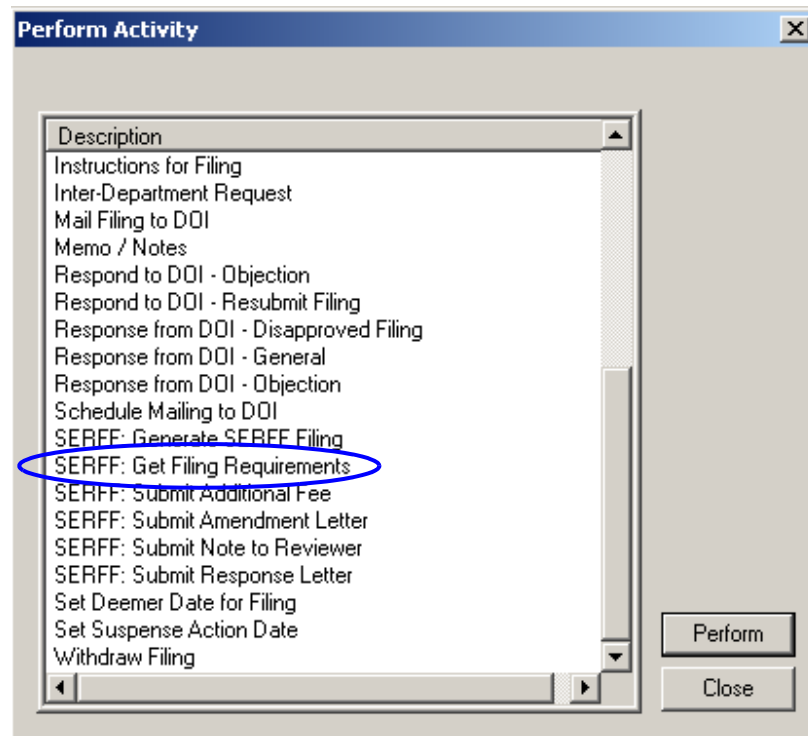 Perform Activity
Description
Instructions for Filing
Inter-Department Request
Mail Filing to DOI
Memo / Notes
Respond to DOI - Objection
Respond to DOI - Resubmit Filing
Response from DOI - Disapproved Filing
Response from DOI - General
Response from DOI - Objection
Schedule Mailing to DOI
SERFF: Generate SERFF Filing
SERFF: Get Filing Requirements
SERFF: Submit Additional Fee
SERFF: Submit Amendment Letter
SERFF: Submit Note to Reviewer
SERFF: Submit Response Letter
Set Deemer Date for Filing
Set Suspense Action Date
Withdraw Filing
Perform
Close